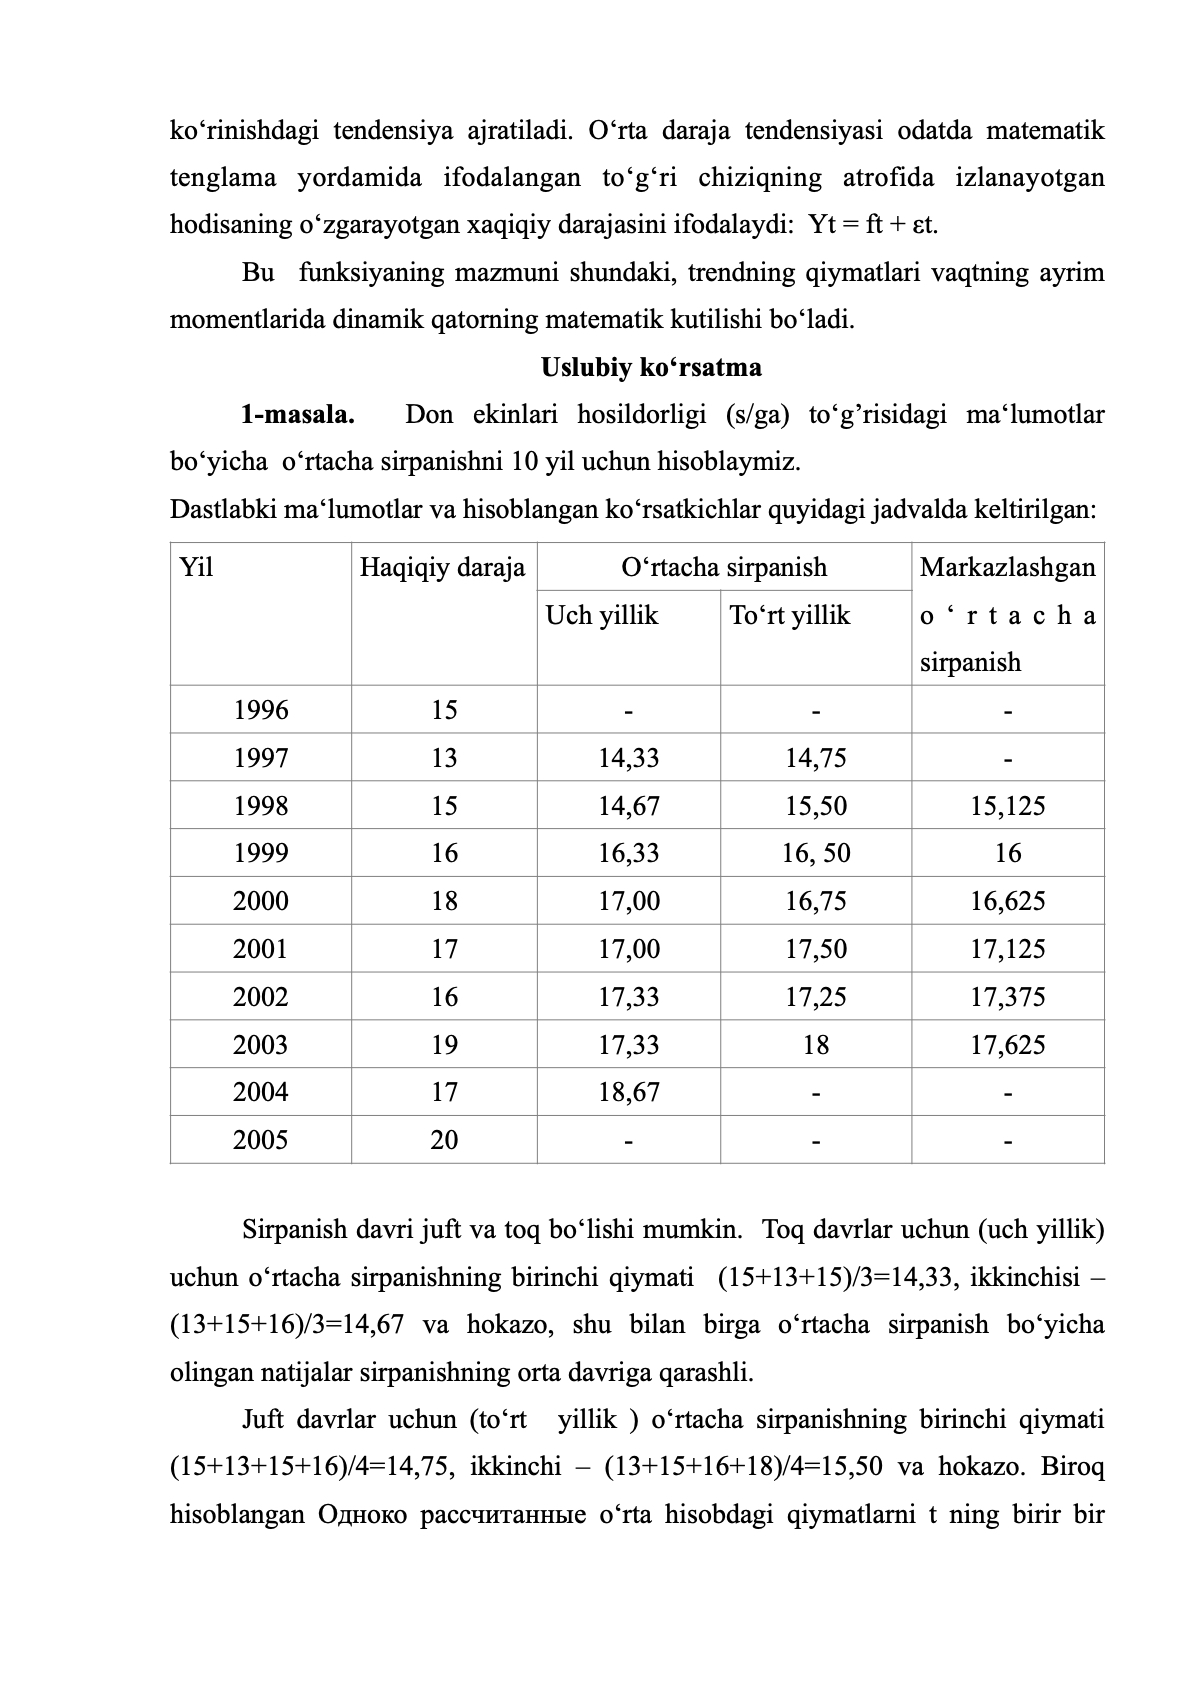 ko‘rinishdagi tendensiya ajratiladi. O‘rta daraja tendensiyasi odatda matematik
tenglama yordamida ifodalangan to‘g‘ri chiziqning atrofida izlanayotgan
hodisaning o‘zgarayotgan xaqiqiy darajasini ifodalaydi:  Yt = ft + εt.
Bu  funksiyaning mazmuni shundaki, trendning qiymatlari vaqtning ayrim
momentlarida dinamik qatorning matematik kutilishi bo‘ladi.
Uslubiy ko‘rsatma
1-masala.   Don ekinlari hosildorligi (s/ga) to‘g’risidagi ma‘lumotlar
bo‘yicha  o‘rtacha sirpanishni 10 yil uchun hisoblaymiz.
Dastlabki ma‘lumotlar va hisoblangan ko‘rsatkichlar quyidagi jadvalda keltirilgan:
Yil Haqiqiy daraja O‘rtacha sirpanish Markazlashgan
Uch yillik To‘rt yillik o‘rtacha
sirpanish
1996 15 - - -
1997 13 14,33 14,75 -
1998 15 14,67 15,50 15,125
1999 16 16,33 16, 50 16
2000 18 17,00 16,75 16,625
2001 17 17,00 17,50 17,125
2002 16 17,33 17,25 17,375
2003 19 17,33 18 17,625
2004 17 18,67 - -
2005 20 - - -
Sirpanish davri juft va toq bo‘lishi mumkin.  Toq davrlar uchun (uch yillik)
uchun o‘rtacha sirpanishning birinchi qiymati  (15+13+15)/3=14,33, ikkinchisi –
(13+15+16)/3=14,67 va hokazo, shu bilan birga o‘rtacha sirpanish bo‘yicha
olingan natijalar sirpanishning orta davriga qarashli.
Juft davrlar uchun (to‘rt  yillik ) o‘rtacha sirpanishning birinchi qiymati
(15+13+15+16)/4=14,75, ikkinchi – (13+15+16+18)/4=15,50 va hokazo. Biroq
hisoblangan Одноко рассчитанные o‘rta hisobdagi qiymatlarni t ning birir bir